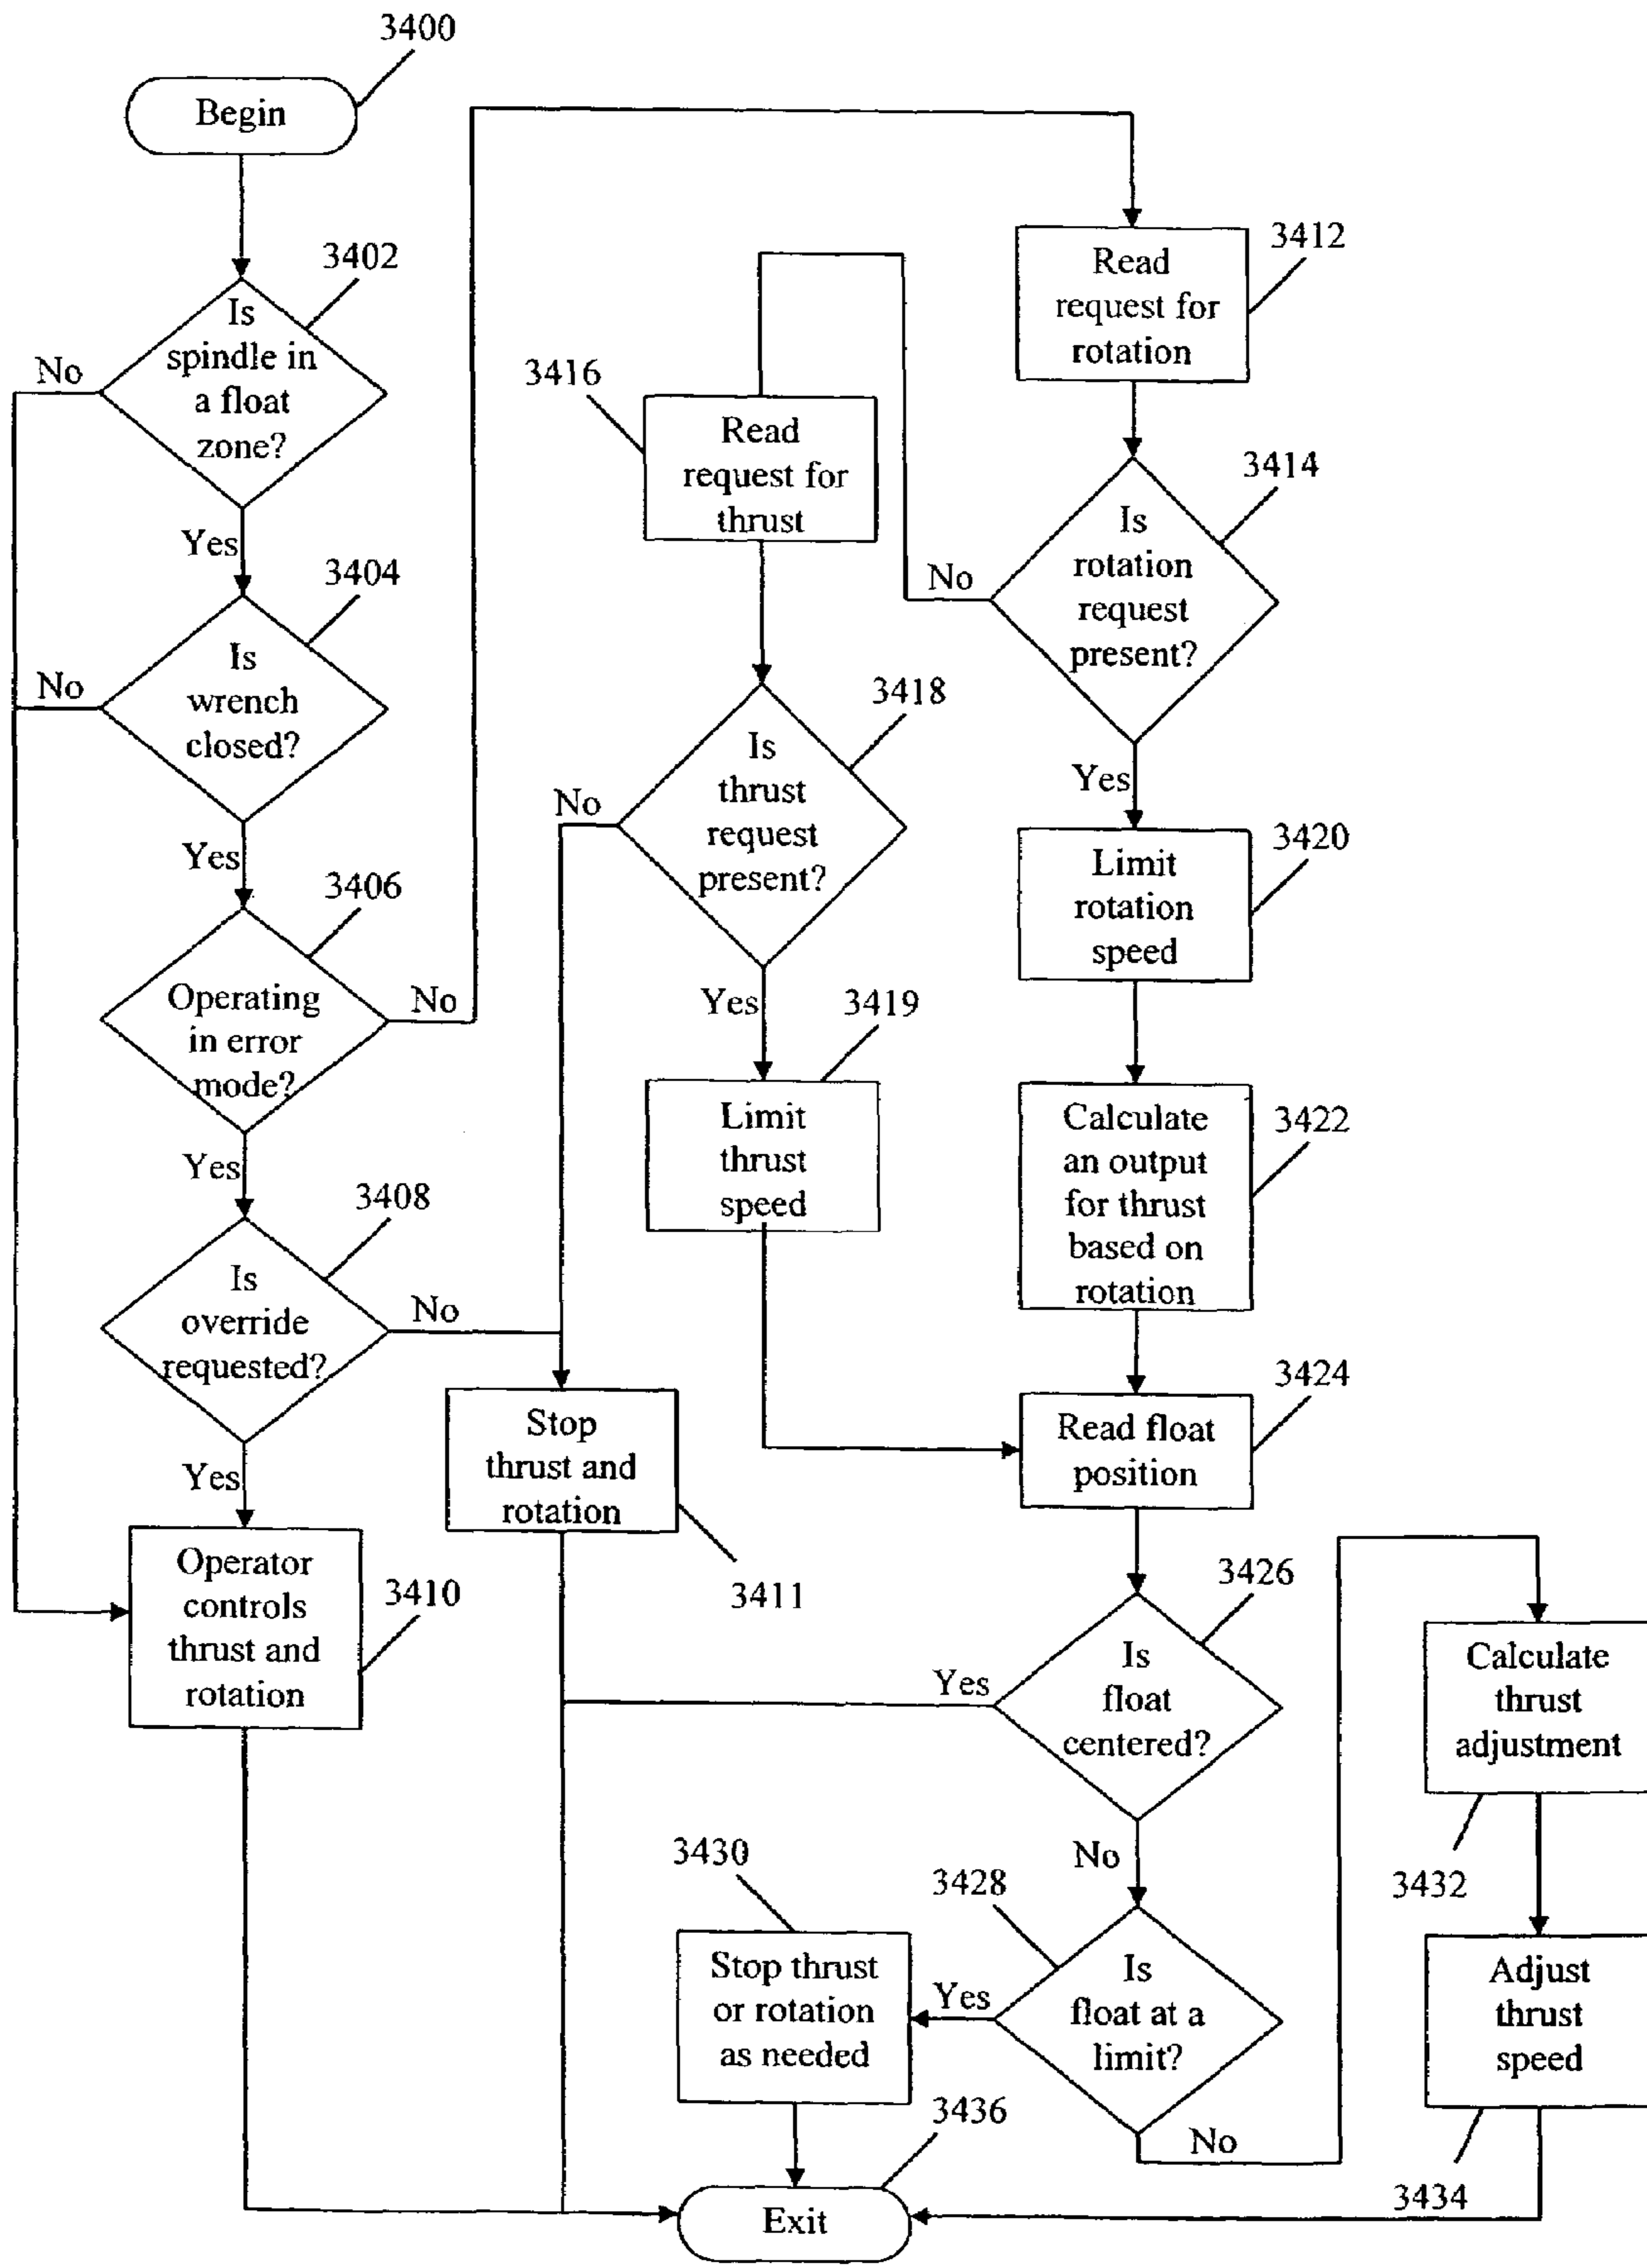 3400
Begin
3402
Is
spindle in
a float
zone?
No
Yes
3404
Is
wrench
closed?
No
Yes
3406
Operating
in error
mode?
No
Yes
3408
Is
override
requested?
No
Yes
Operator
controls
thrust and
rotation
3410
Stop
thrust and
rotation
3411
3412
Read
request for
rotation
3414
Is
rotation
request
present?
No
Yes
3416
Read
request for
thrust
3418
Is
thrust
request
present?
No
Yes
3419
Limit
thrust
speed
3420
Limit
rotation
speed
3422
Calculate
an output
for thrust
based on
rotation
3424
Read float
position
3426
Is
float
centered?
Yes
No
3428
Is
float at a
limit?
Yes
No
3430
Stop thrust
or rotation
as needed
Calculate
thrust
adjustment
3432
Adjust
thrust
speed
3434
3436
Exit